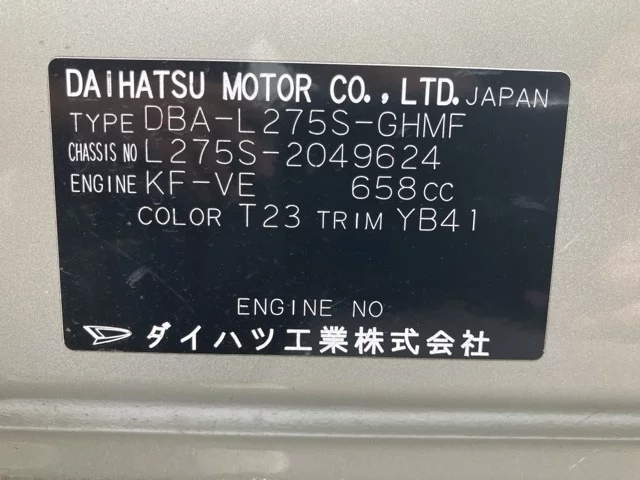 DAIHATSU MOTOR CO., LTD. JAPAN
TYPE DBA-L275S-GHMF
CHASSIS NO L275S-2049624
ENGINE KF-VE 658cc
COLOR T23 TRIM YB41
ENGINE NO
ダイハツ工業株式会社